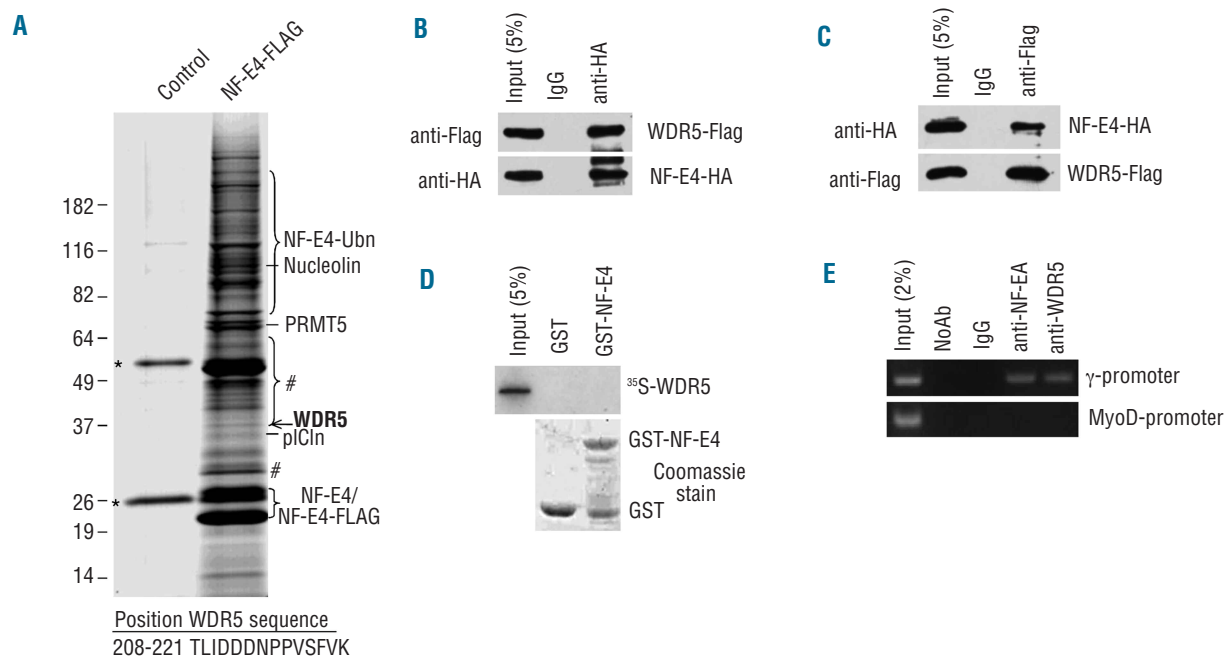 A
Control
NF-E4-FLAG
182
116
82
64
49
37
26
19
14
*
*
NF-E4-Ubn
Nucleolin
PRMT5
#
WDR5
pICln
#
NF-E4/
NF-E4-FLAG
Position WDR5 sequence
208-221 TLIDDDNPPVSFVK
B
Input (5%)
IgG
anti-HA
anti-Flag
WDR5-Flag
anti-HA
NF-E4-HA
C
Input (5%)
IgG
anti-Flag
anti-HA
NF-E4-HA
anti-Flag
WDR5-Flag
D
Input (5%)
GST
GST-NF-E4
35S-WDR5
GST-NF-E4
Coomassie
stain
GST
E
Input (2%)
NoAb
IgG
anti-NF-EA
anti-WDR5
γ-promoter
MyoD-promoter